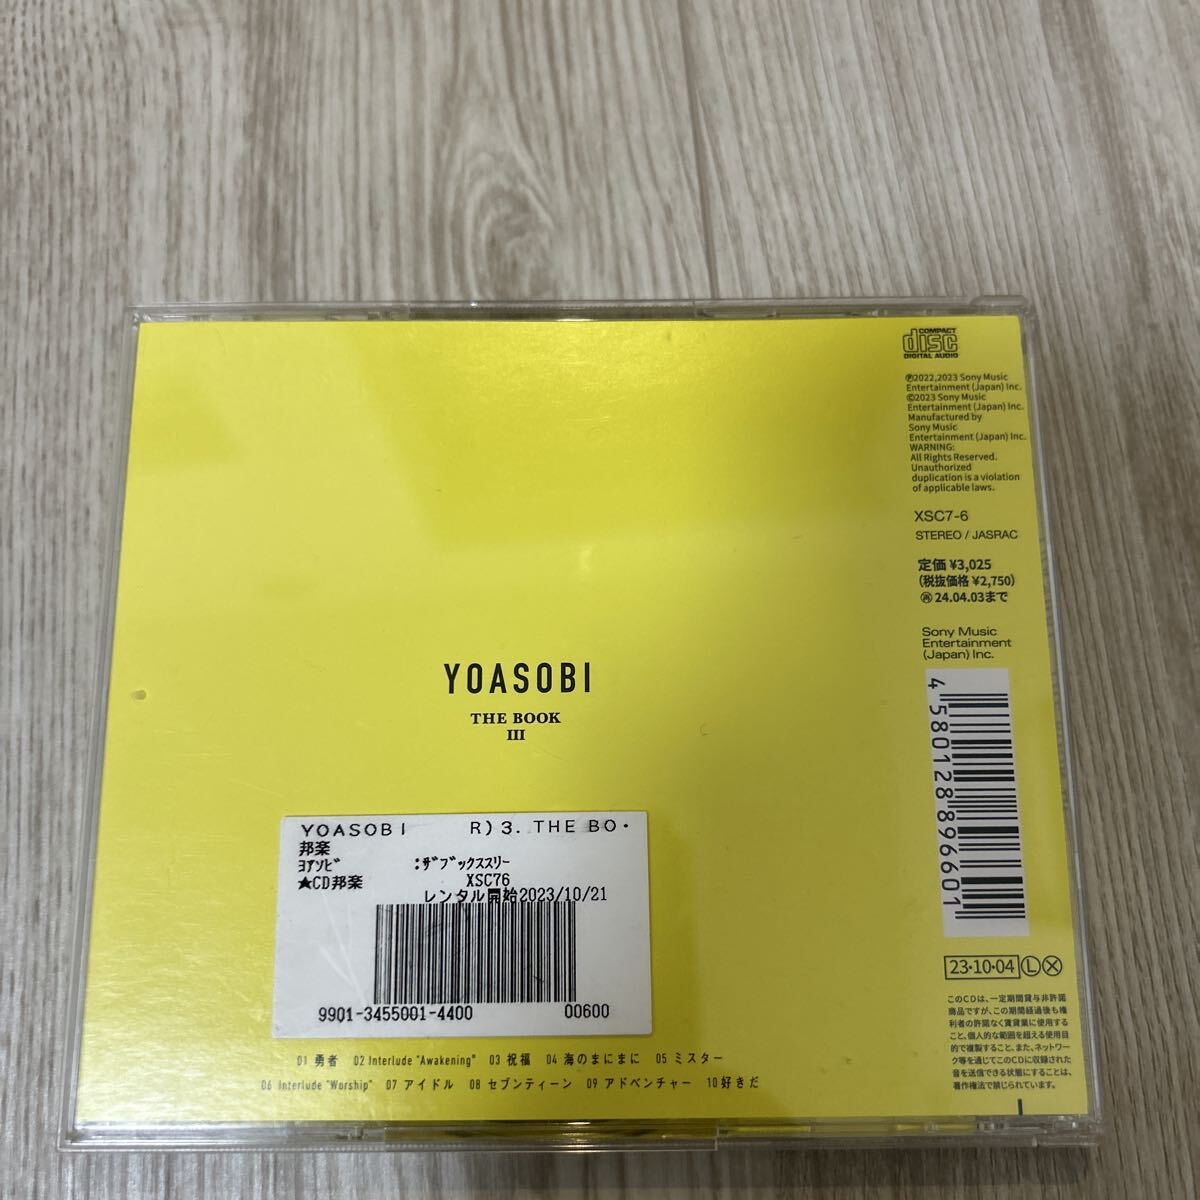 COMPACT
disc
DIGITAL AUDIO
Ⓟ2022,2023 Sony Music
Entertainment (Japan) Inc.
©2023 Sony Music
Entertainment (Japan) Inc.
Manufactured by
Sony Music
Entertainment (Japan) Inc.
WARNING:
All Rights Reserved.
Unauthorized
duplication is a violation
of applicable laws.
XSC7-6
STEREO / JASRAC
定価 ¥3,025
(税抜価格 ¥2,750)
㊥ 24.04.03まで
Sony Music
Entertainment
(Japan) Inc.
4 580128 896601
23・10・04 Ⓛ Ⓧ
このCDは、一定期間貸与非許諾
商品ですが、この期間経過後も権
利者の許諾なく賃貸業に使用する
こと、個人的な範囲を超える使用目
的で複製すること、また、ネットワー
ク等を通じてこのCDに収録された
音を送信できる状態にすることは、
著作権法で禁じられています。
YOASOBI
THE BOOK
III
YOASOBI R)3. THE BO・
邦楽
ﾖｱｿﾋﾞ :ｻﾞﾌﾞｯｸｽｽﾘｰ
★CD邦楽 XSC76
レンタル開始2023/10/21
9901-3455001-4400 00600
01 勇者 02 Interlude "Awakening" 03 祝福 04 海のまにまに 05 ミスター
06 Interlude "Worship" 07 アイドル 08 セブンティーン 09 アドベンチャー 10 好きだ